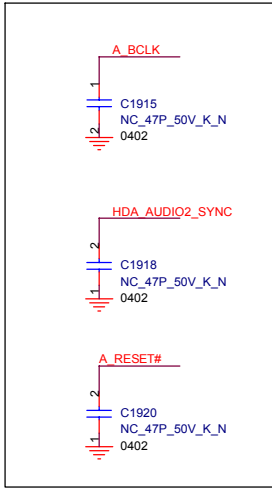 A_BCLK
1
C1915
NC_47P_50V_K_N
2
0402
HDA_AUDIO2_SYNC
2
C1918
NC_47P_50V_K_N
1
0402
A_RESET#
2
C1920
NC_47P_50V_K_N
1
0402